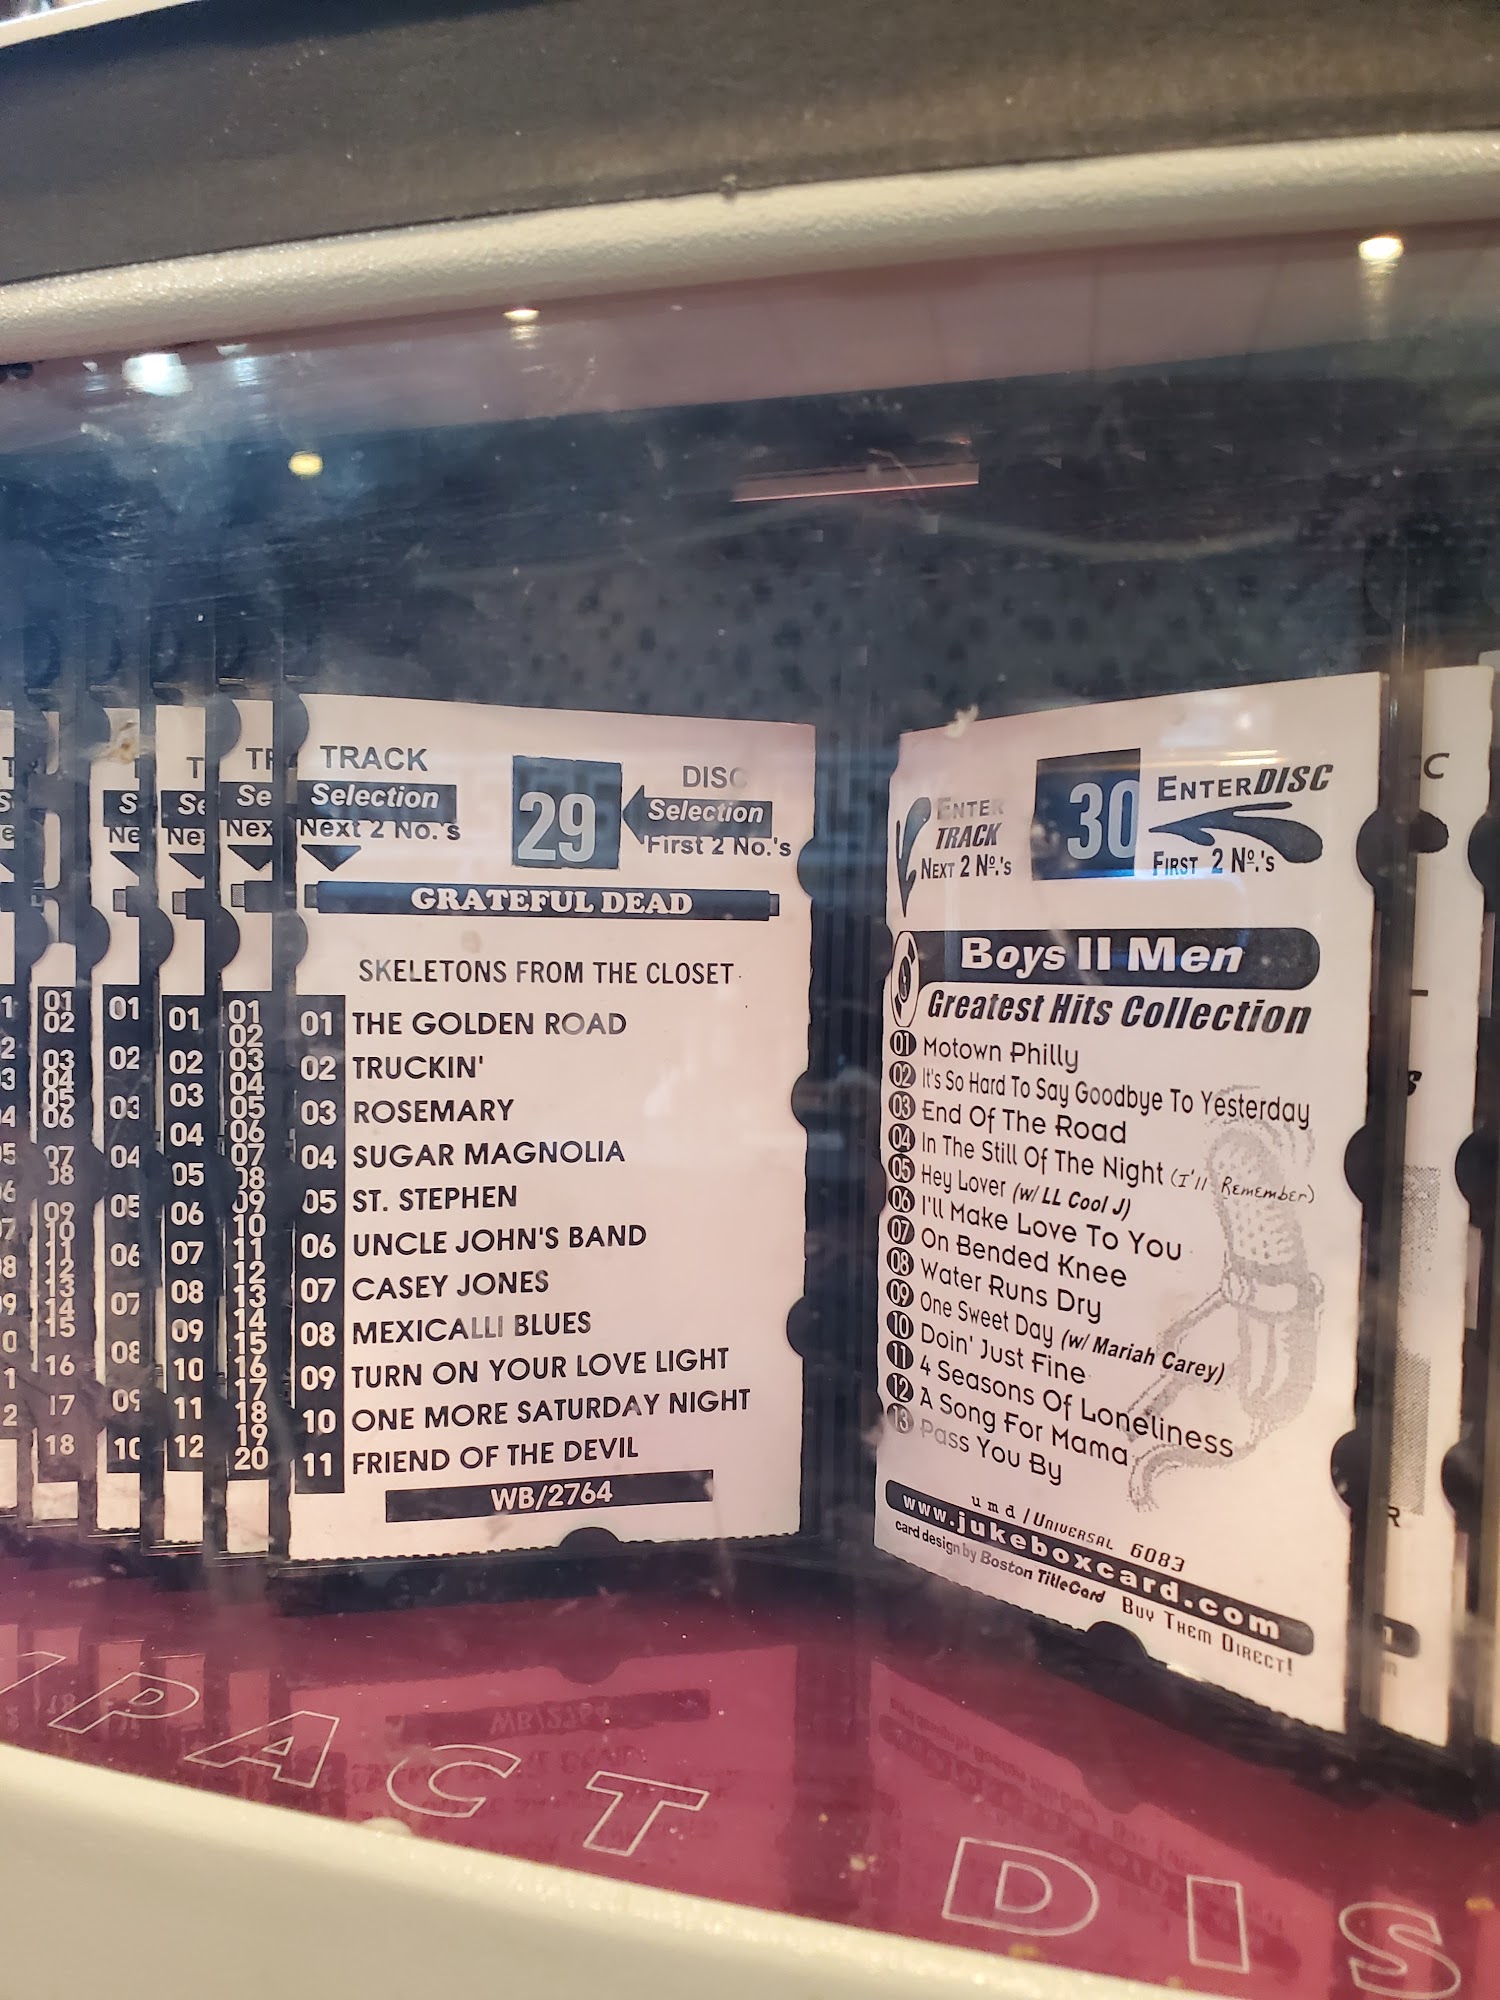 TRACK
Selection
Next 2 No.'s
29
DISC
Selection
First 2 No.'s
GRATEFUL DEAD
SKELETONS FROM THE CLOSET
01 THE GOLDEN ROAD
02 TRUCKIN'
03 ROSEMARY
04 SUGAR MAGNOLIA
05 ST. STEPHEN
06 UNCLE JOHN'S BAND
07 CASEY JONES
08 MEXICALLI BLUES
09 TURN ON YOUR LOVE LIGHT
10 ONE MORE SATURDAY NIGHT
11 FRIEND OF THE DEVIL
WB/2764
ENTER
TRACK
NEXT 2 Nº.'s
30
ENTER DISC
FIRST 2 Nº.'s
Boys II Men
Greatest Hits Collection
01 Motown Philly
02 It's So Hard To Say Goodbye To Yesterday
03 End Of The Road
04 In The Still Of The Night (I'll Remember)
05 Hey Lover (w/ LL Cool J)
06 I'll Make Love To You
07 On Bended Knee
08 Water Runs Dry
09 One Sweet Day (w/ Mariah Carey)
10 Doin' Just Fine
11 4 Seasons Of Loneliness
12 A Song For Mama
13 Pass You By
umd / UNIVERSAL 6083
www.jukeboxcard.com
card design by Boston TitleCard BUY THEM DIRECT!
PACT DIS